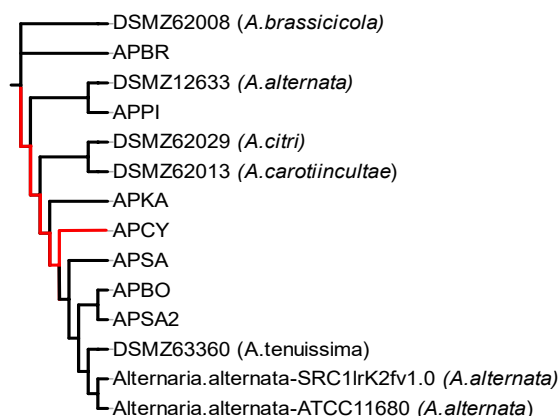 DSMZ62008 (A.brassicicola)
APBR
DSMZ12633 (A.alternata)
APPI
DSMZ62029 (A.citri)
DSMZ62013 (A.carotiincultae)
APKA
APCY
APSA
APBO
APSA2
DSMZ63360 (A.tenuissima)
Alternaria.alternata-SRC1lrK2fv1.0 (A.alternata)
Alternaria.alternata-ATCC11680 (A.alternata)